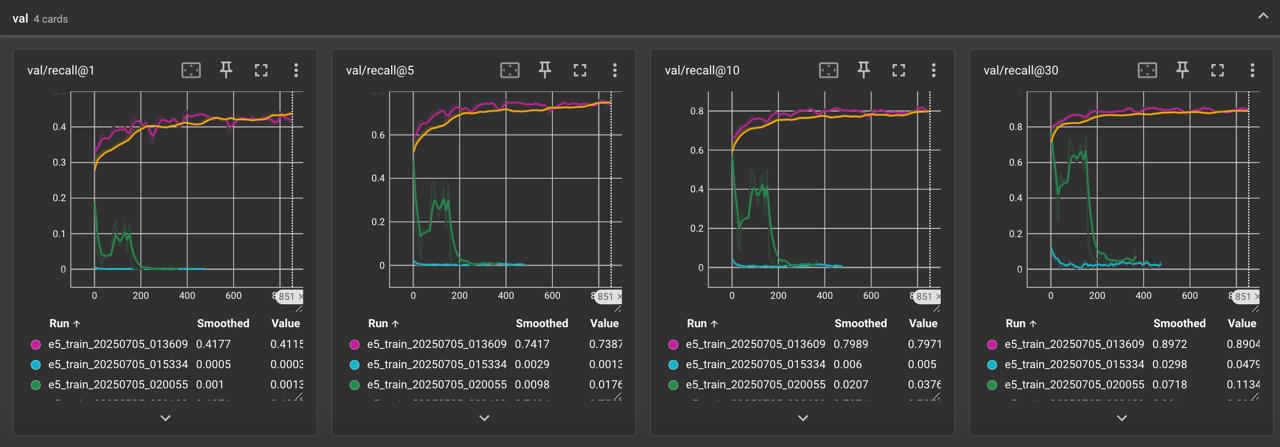 val 4 cards
val/recall@1
0.4
0.3
0.2
0.1
0
0 200 400 600 851
Run ↑ Smoothed Value
e5_train_20250705_013609 0.4177 0.4115
e5_train_20250705_015334 0.0005 0.0003
e5_train_20250705_020055 0.001 0.0013
val/recall@5
0.6
0.4
0.2
0
0 200 400 600 851
Run ↑ Smoothed Value
e5_train_20250705_013609 0.7417 0.7387
e5_train_20250705_015334 0.0029 0.0013
e5_train_20250705_020055 0.0098 0.0176
val/recall@10
0.8
0.6
0.4
0.2
0
0 200 400 600 851
Run ↑ Smoothed Value
e5_train_20250705_013609 0.7989 0.7971
e5_train_20250705_015334 0.006 0.005
e5_train_20250705_020055 0.0207 0.0376
val/recall@30
0.8
0.6
0.4
0.2
0
0 200 400 600 851
Run ↑ Smoothed Value
e5_train_20250705_013609 0.8972 0.8904
e5_train_20250705_015334 0.0298 0.0479
e5_train_20250705_020055 0.0718 0.1134